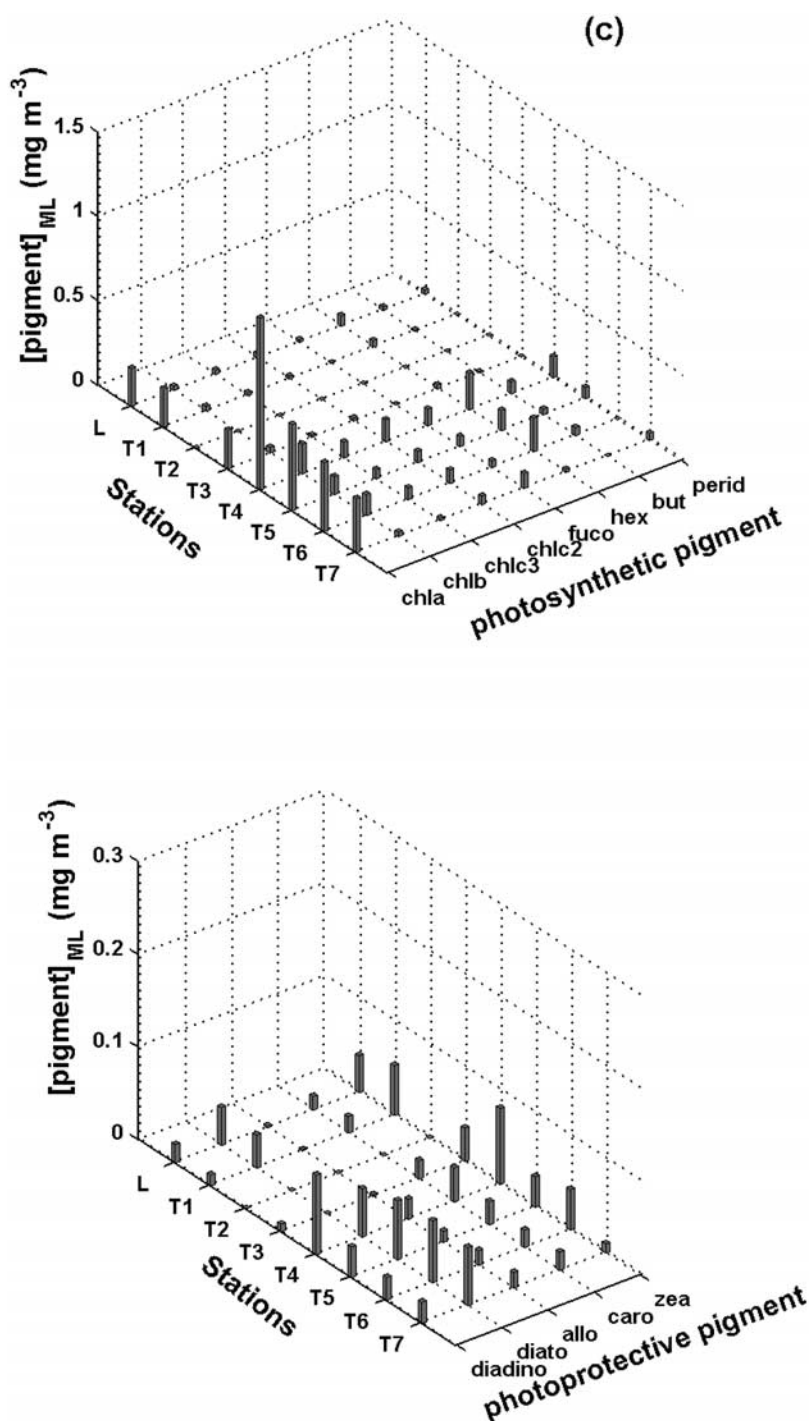 (c)
[pigment]ML (mg m-3)
1.5
1
0.5
0
L
T1
T2
T3
T4
T5
T6
T7
Stations
chla
chlb
chlc3
chlc2
fuco
hex
but
perid
photosynthetic pigment
[pigment]ML (mg m-3)
0.3
0.2
0.1
0
L
T1
T2
T3
T4
T5
T6
T7
Stations
diadino
diato
allo
caro
zea
photoprotective pigment